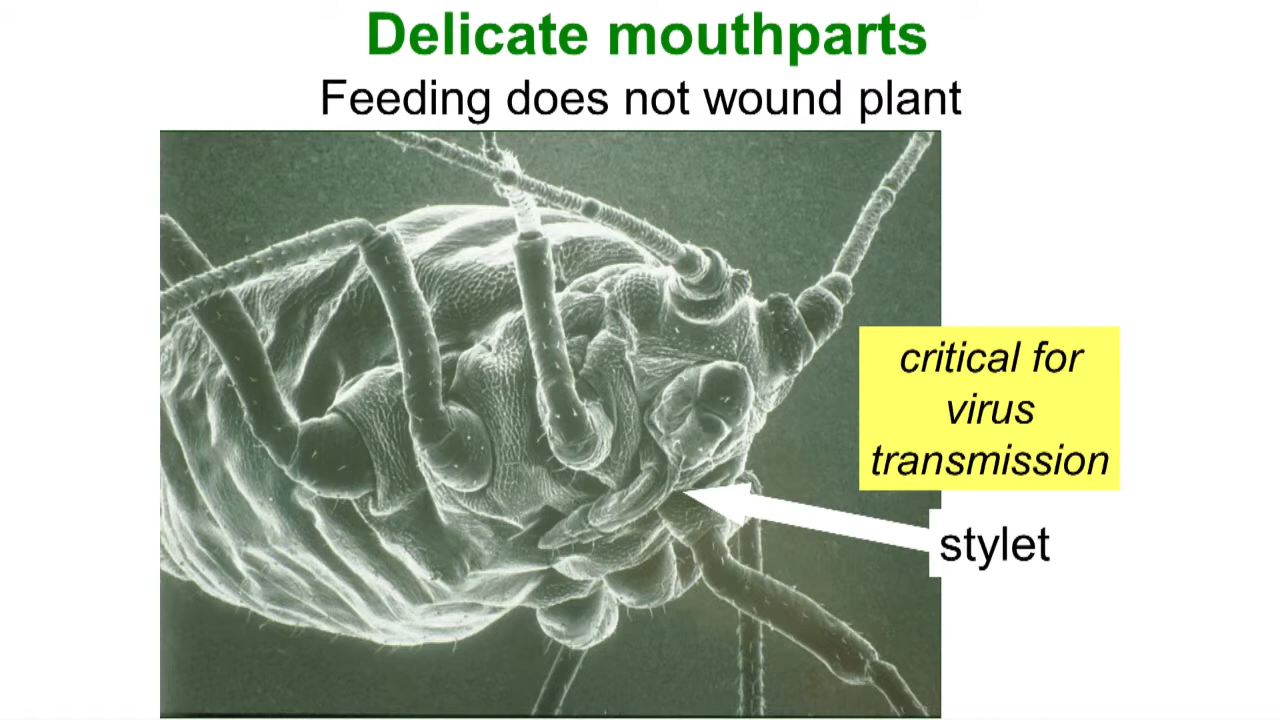 Delicate mouthparts
Feeding does not wound plant
critical for
virus
transmission
stylet